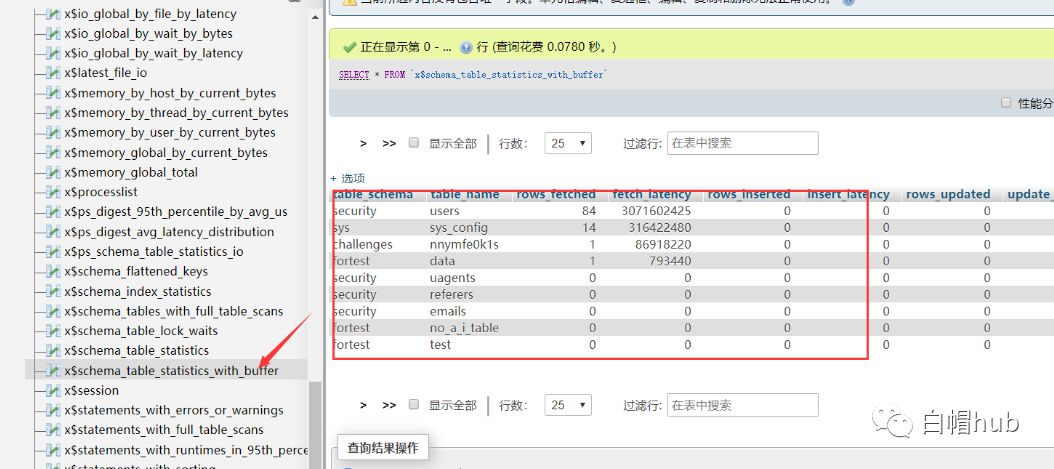 x$io_global_by_file_by_latency
x$io_global_by_wait_by_bytes
x$io_global_by_wait_by_latency
x$latest_file_io
x$memory_by_host_by_current_bytes
x$memory_by_thread_by_current_bytes
x$memory_by_user_by_current_bytes
x$memory_global_by_current_bytes
x$memory_global_total
x$processlist
x$ps_digest_95th_percentile_by_avg_us
x$ps_digest_avg_latency_distribution
x$ps_schema_table_statistics_io
x$schema_flattened_keys
x$schema_index_statistics
x$schema_tables_with_full_table_scans
x$schema_table_lock_waits
x$schema_table_statistics
x$schema_table_statistics_with_buffer
x$session
x$statements_with_errors_or_warnings
x$statements_with_full_table_scans
x$statements_with_runtimes_in_95th_perce
x$statements_with_sorting
正在显示第 0 - ... 行 (查询花费 0.0780 秒。)
SELECT * FROM `x$schema_table_statistics_with_buffer`
性能分
> >> 显示全部 | 行数: 25 过滤行: 在表中搜索
+ 选项
table_schema table_name rows_fetched fetch_latency rows_inserted insert_latency rows_updated update_
security users 84 3071602425 0 0 0
sys sys_config 14 316422480 0 0 0
challenges nnymfe0k1s 1 86918220 0 0 0
fortest data 1 793440 0 0 0
security uagents 0 0 0 0 0
security referers 0 0 0 0 0
security emails 0 0 0 0 0
fortest no_a_i_table 0 0 0 0 0
fortest test 0 0 0 0 0
> >> 显示全部 | 行数: 25 过滤行: 在表中搜索
查询结果操作
白帽hub